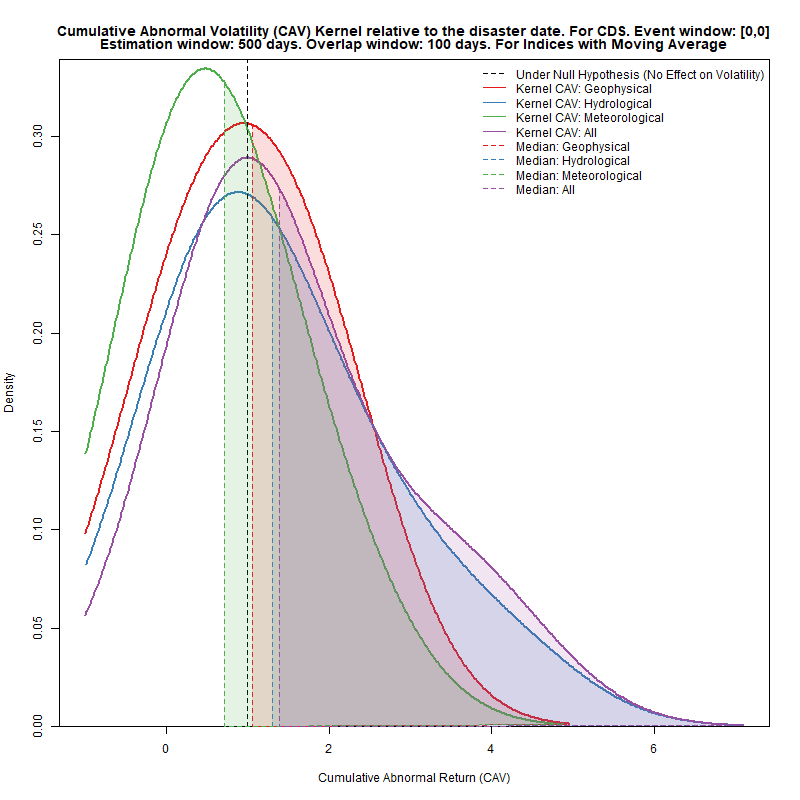 Cumulative Abnormal Volatility (CAV) Kernel relative to the disaster date. For CDS. Event window: [0,0]
Estimation window: 500 days. Overlap window: 100 days. For Indices with Moving Average
Under Null Hypothesis (No Effect on Volatility)
Kernel CAV: Geophysical
Kernel CAV: Hydrological
Kernel CAV: Meteorological
Kernel CAV: All
Median: Geophysical
Median: Hydrological
Median: Meteorological
Median: All
0.30
0.25
0.20
0.15
0.10
0.05
0.00
Density
0 2 4 6
Cumulative Abnormal Return (CAV)